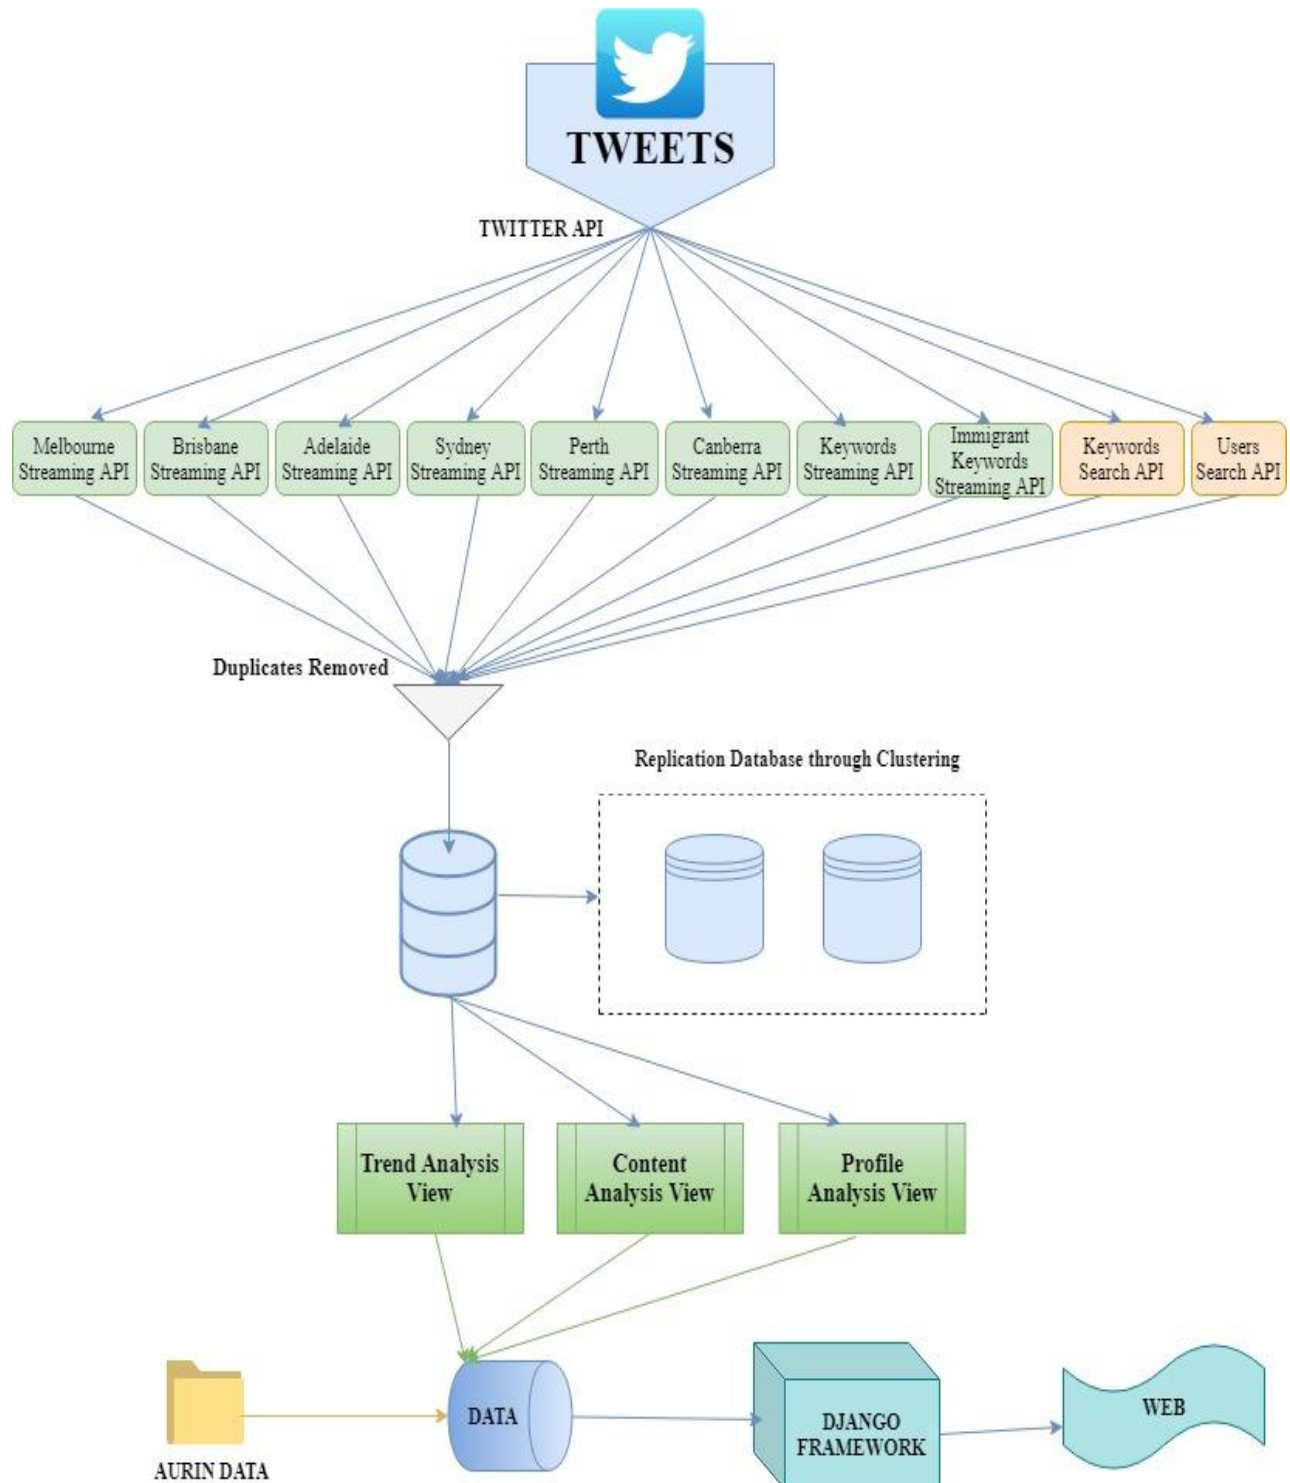 TWEETS
TWITTER API
Melbourne
Streaming API
Brisbane
Streaming API
Adelaide
Streaming API
Sydney
Streaming API
Perth
Streaming API
Canberra
Streaming API
Keywords
Streaming API
Immigrant
Keywords
Streaming API
Keywords
Search API
Users
Search API
Duplicates Removed
Replication Database through Clustering
Trend Analysis
View
Content
Analysis View
Profile
Analysis View
AURIN DATA
DATA
DJANGO
FRAMEWORK
WEB